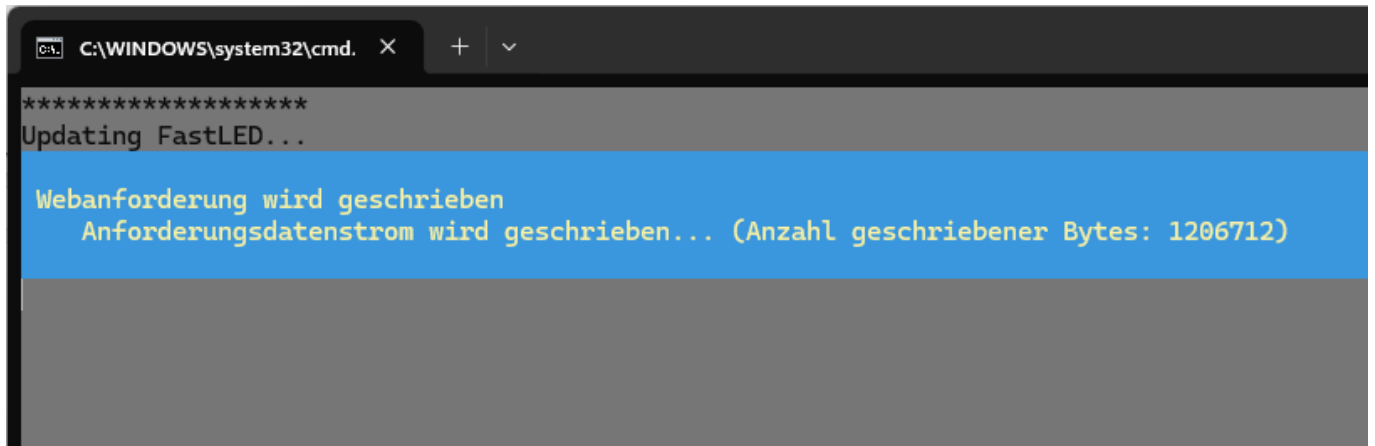 C:\WINDOWS\system32\cmd.
*******************
Updating FastLED...
Webanforderung wird geschrieben
Anforderungsdatenstrom wird geschrieben... (Anzahl geschriebener Bytes: 1206712)